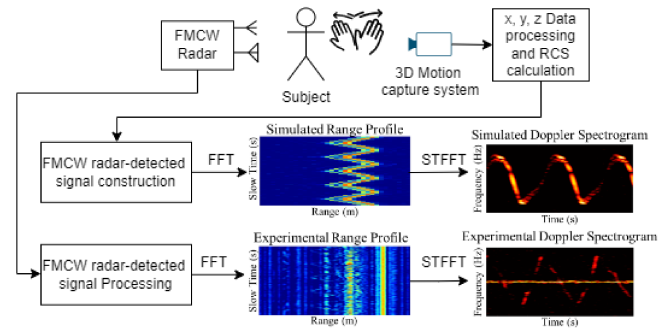 FMCW
Radar
Subject
3D Motion
capture system
x, y, z Data
processing
and RCS
calculation
FMCW radar-detected
signal construction
FFT
Simulated Range Profile
Slow Time (s)
Range (m)
STFFT
Simulated Doppler Spectrogram
Frequency (Hz)
Time (s)
FMCW radar-detected
signal Processing
FFT
Experimental Range Profile
Slow Time (s)
Range (m)
STFFT
Experimental Doppler Spectrogram
Frequency (Hz)
Time (s)